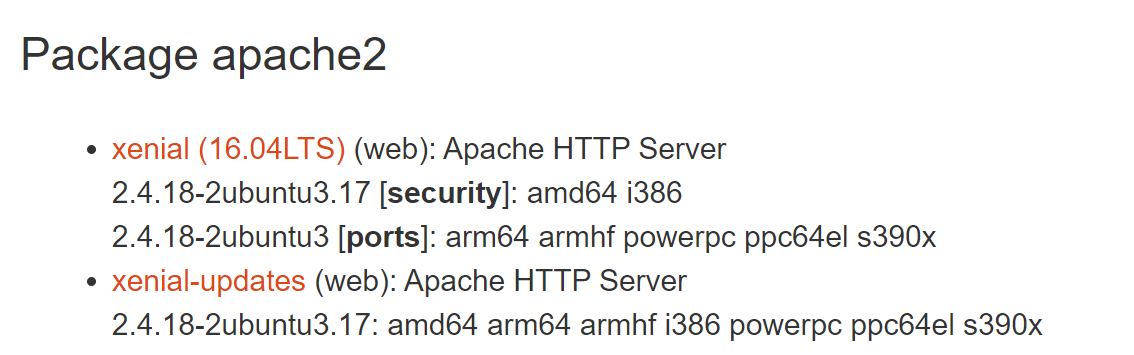 Package apache2
xenial (16.04LTS) (web): Apache HTTP Server
2.4.18-2ubuntu3.17 [security]: amd64 i386
2.4.18-2ubuntu3 [ports]: arm64 armhf powerpc ppc64el s390x
xenial-updates (web): Apache HTTP Server
2.4.18-2ubuntu3.17: amd64 arm64 armhf i386 powerpc ppc64el s390x